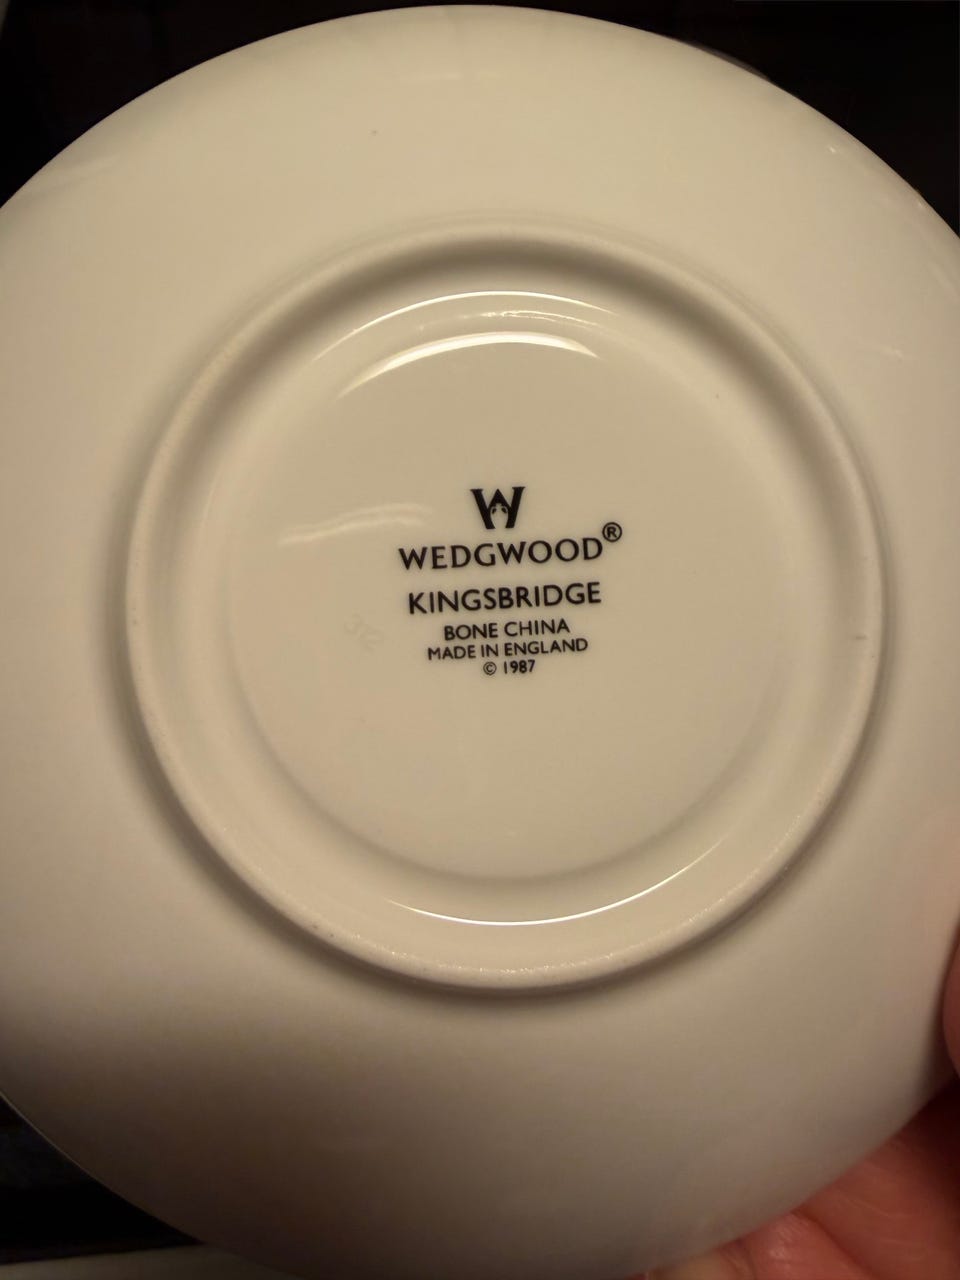 W
WEDGWOOD®
KINGSBRIDGE
BONE CHINA
MADE IN ENGLAND
© 1987